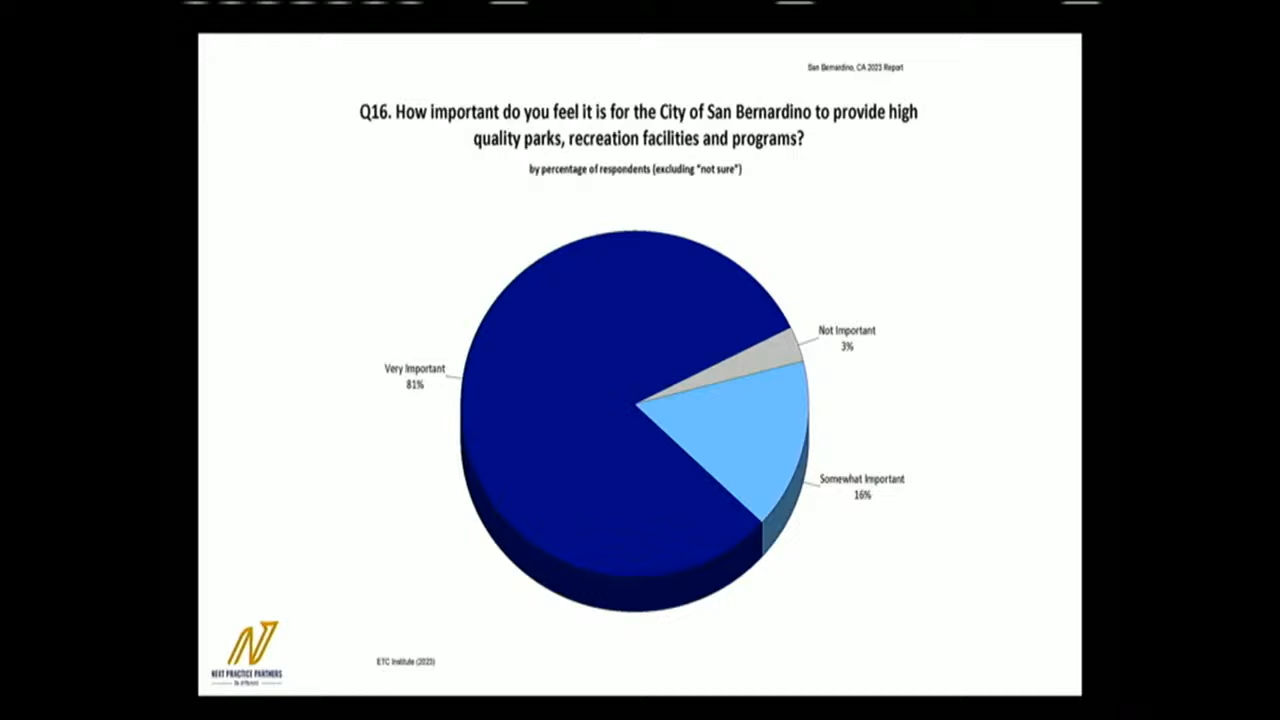 San Bernardino, CA 2023 Report
Q16. How important do you feel it is for the City of San Bernardino to provide high
quality parks, recreation facilities and programs?
by percentage of respondents (excluding "not sure")
Not Important
3%
Very Important
81%
Somewhat Important
16%
NEXT PRACTICE PARTNERS
ETC Institute (2023)